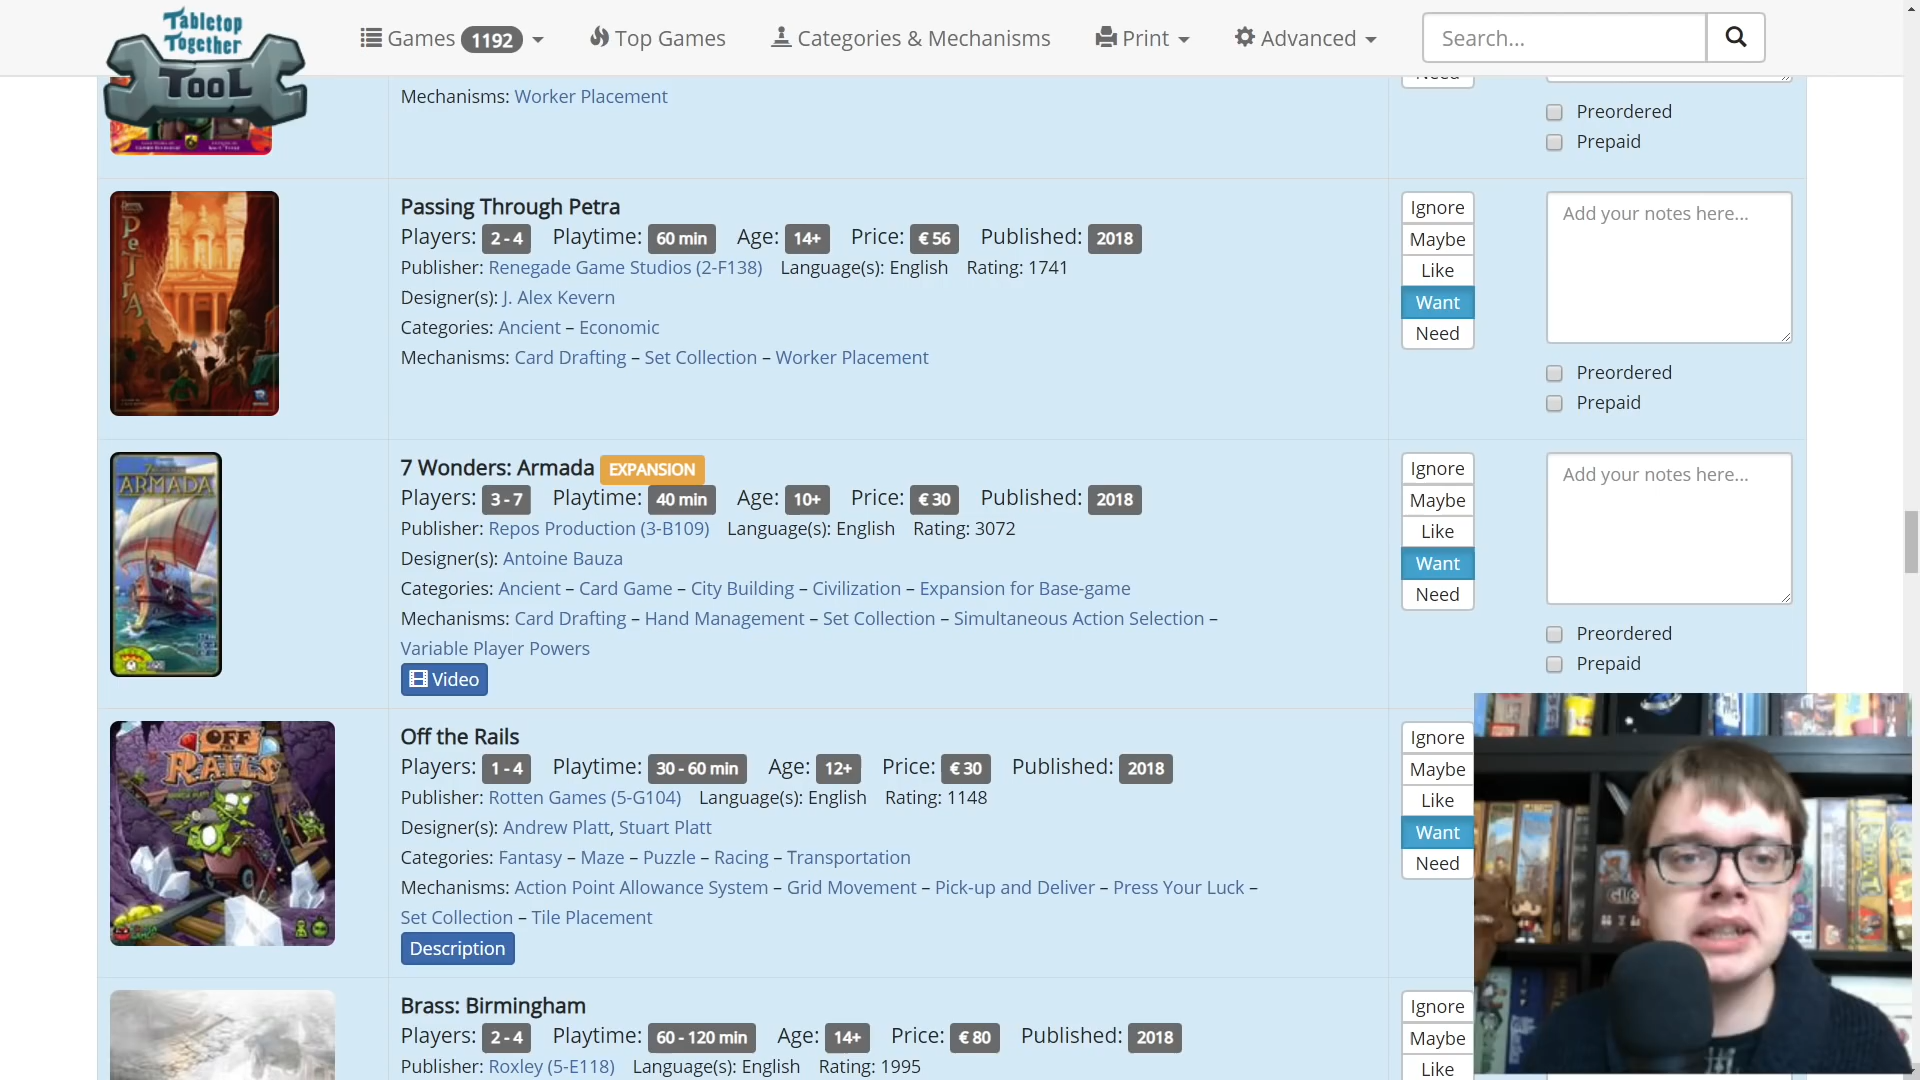 Tabletop Together TOOL
Games 1192 Top Games Categories & Mechanisms Print Advanced Search...
Mechanisms: Worker Placement
Preordered
Prepaid
PETRA
Passing Through Petra
Players: 2 - 4 Playtime: 60 min Age: 14+ Price: € 56 Published: 2018
Publisher: Renegade Game Studios (2-F138) Language(s): English Rating: 1741
Designer(s): J. Alex Kevern
Categories: Ancient – Economic
Mechanisms: Card Drafting – Set Collection – Worker Placement
Ignore
Maybe
Like
Want
Need
Add your notes here...
Preordered
Prepaid
ARMADA
7 Wonders: Armada EXPANSION
Players: 3 - 7 Playtime: 40 min Age: 10+ Price: € 30 Published: 2018
Publisher: Repos Production (3-B109) Language(s): English Rating: 3072
Designer(s): Antoine Bauza
Categories: Ancient – Card Game – City Building – Civilization – Expansion for Base-game
Mechanisms: Card Drafting – Hand Management – Set Collection – Simultaneous Action Selection –
Variable Player Powers
Video
Ignore
Maybe
Like
Want
Need
Add your notes here...
Preordered
Prepaid
OFF THE RAILS
Off the Rails
Players: 1 - 4 Playtime: 30 - 60 min Age: 12+ Price: € 30 Published: 2018
Publisher: Rotten Games (5-G104) Language(s): English Rating: 1148
Designer(s): Andrew Platt, Stuart Platt
Categories: Fantasy – Maze – Puzzle – Racing – Transportation
Mechanisms: Action Point Allowance System – Grid Movement – Pick-up and Deliver – Press Your Luck –
Set Collection – Tile Placement
Description
Ignore
Maybe
Like
Want
Need
Brass: Birmingham
Players: 2 - 4 Playtime: 60 - 120 min Age: 14+ Price: € 80 Published: 2018
Publisher: Roxley (5-E118) Language(s): English Rating: 1995
Ignore
Maybe
Like